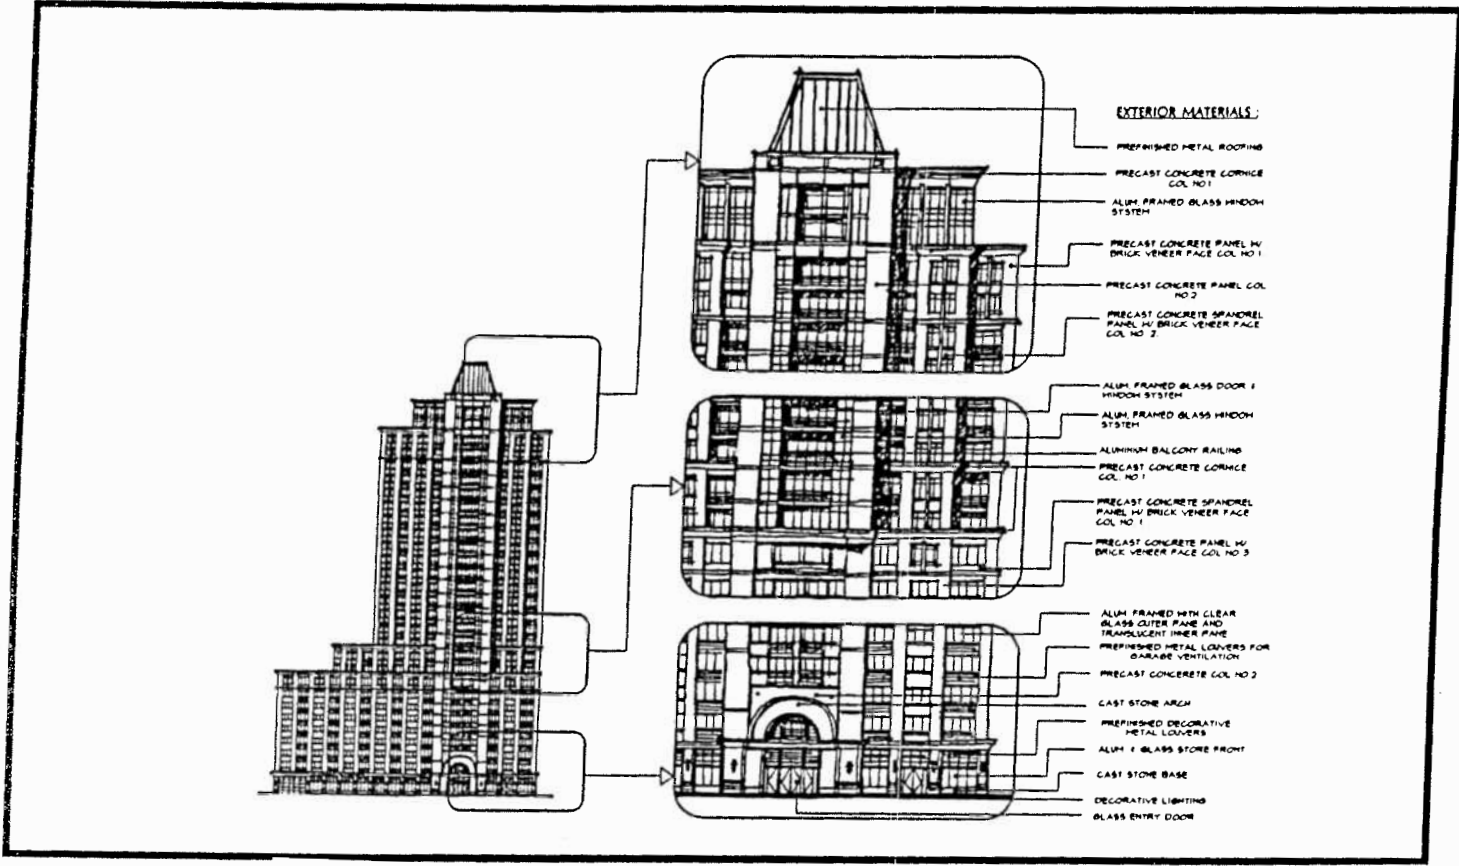 EXTERIOR MATERIALS :
PREFINISHED METAL ROOFING
PRECAST CONCRETE CORNICE
COL NO 1
ALUM. FRAMED GLASS WINDOW
SYSTEM
PRECAST CONCRETE PANEL W/
BRICK VENEER FACE COL NO 1
PRECAST CONCRETE PANEL COL
NO 2
PRECAST CONCRETE SPANDREL
PANEL W/ BRICK VENEER FACE
COL NO 2.
ALUM. FRAMED GLASS DOOR &
WINDOW SYSTEM
ALUM. FRAMED GLASS WINDOW
SYSTEM
ALUMINIUM BALCONY RAILING
PRECAST CONCRETE CORNICE
COL. NO 1
PRECAST CONCRETE SPANDREL
PANEL W/ BRICK VENEER FACE
COL NO. 1
PRECAST CONCRETE PANEL W/
BRICK VENEER FACE COL NO 3
ALUM. FRAMED WITH CLEAR
GLASS OUTER PANE AND
TRANSLUCENT INNER PANE
PREFINISHED METAL LOUVERS FOR
GARAGE VENTILATION
PRECAST CONCERETE COL NO 2
CAST STONE ARCH
PREFINISHED DECORATIVE
METAL LOUVERS
ALUM. & GLASS STORE FRONT
CAST STONE BASE
DECORATIVE LIGHTING
GLASS ENTRY DOOR